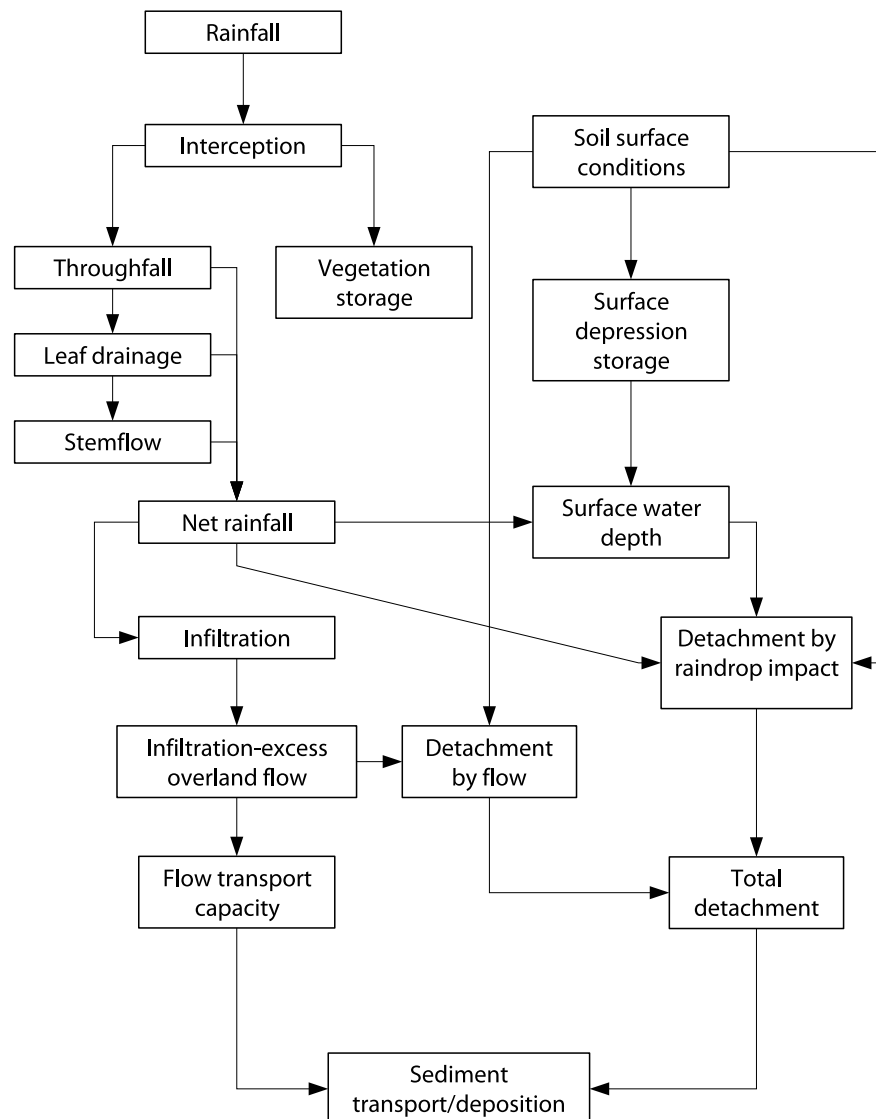 Rainfall
Interception
Soil surface
conditions
Throughfall
Vegetation
storage
Surface
depression
storage
Leaf drainage
Stemflow
Net rainfall
Surface water
depth
Infiltration
Detachment by
raindrop impact
Infiltration-excess
overland flow
Detachment
by flow
Flow transport
capacity
Total
detachment
Sediment
transport/deposition